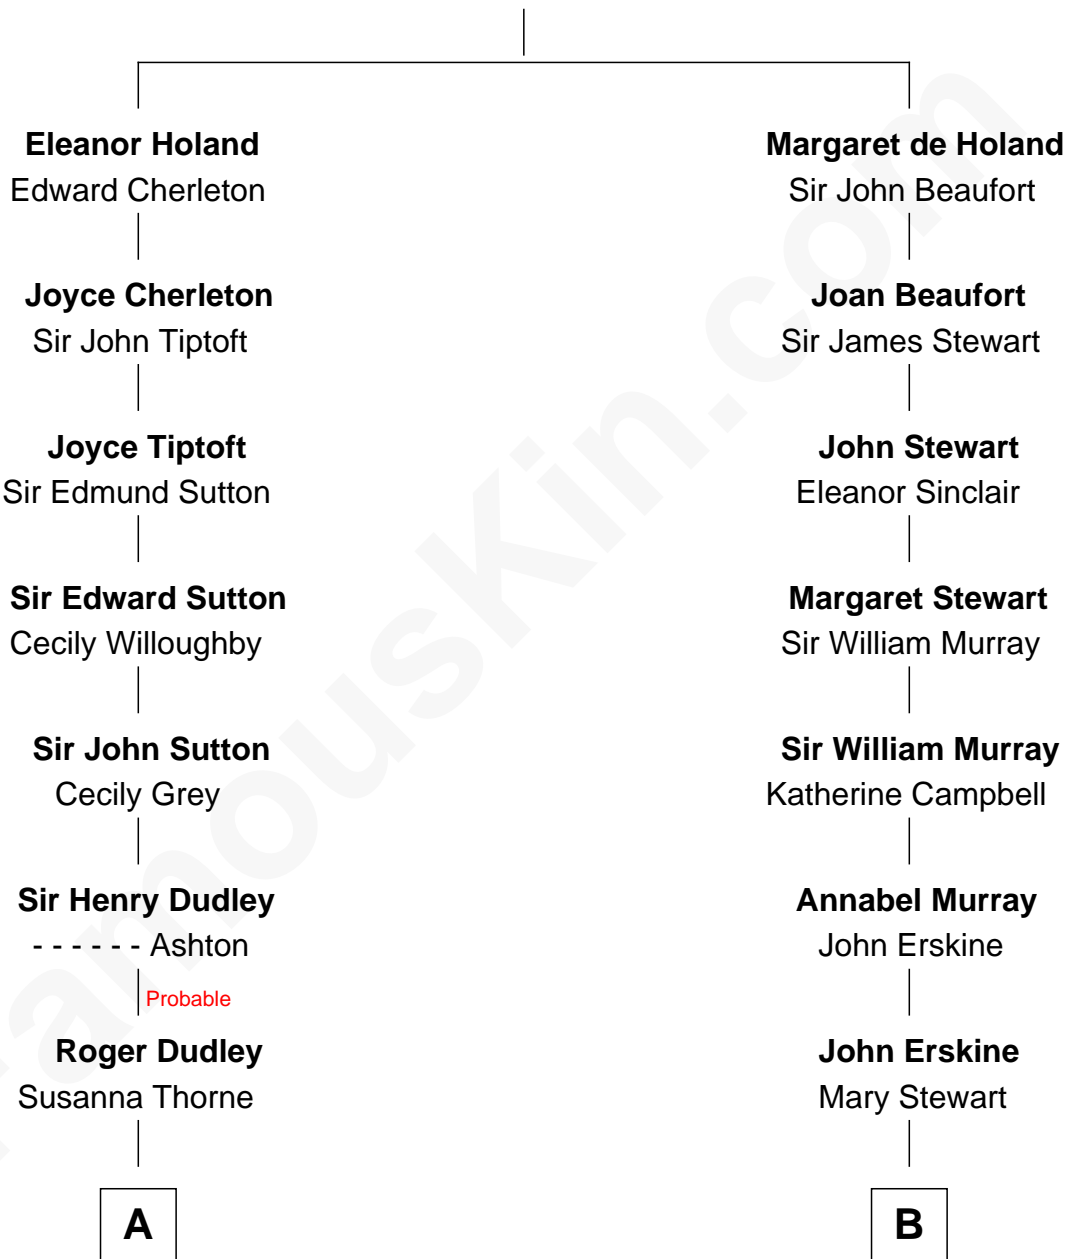 Eleanor Holand
Edward Cherleton
Margaret de Holand
Sir John Beaufort
Joyce Cherleton
Sir John Tiptoft
Joan Beaufort
Sir James Stewart
Joyce Tiptoft
Sir Edmund Sutton
John Stewart
Eleanor Sinclair
Sir Edward Sutton
Cecily Willoughby
Margaret Stewart
Sir William Murray
Sir John Sutton
Cecily Grey
Sir William Murray
Katherine Campbell
Sir Henry Dudley
- - - - - - Ashton
Annabel Murray
John Erskine
Probable
Roger Dudley
Susanna Thorne
John Erskine
Mary Stewart
A
B
FamousKin.com